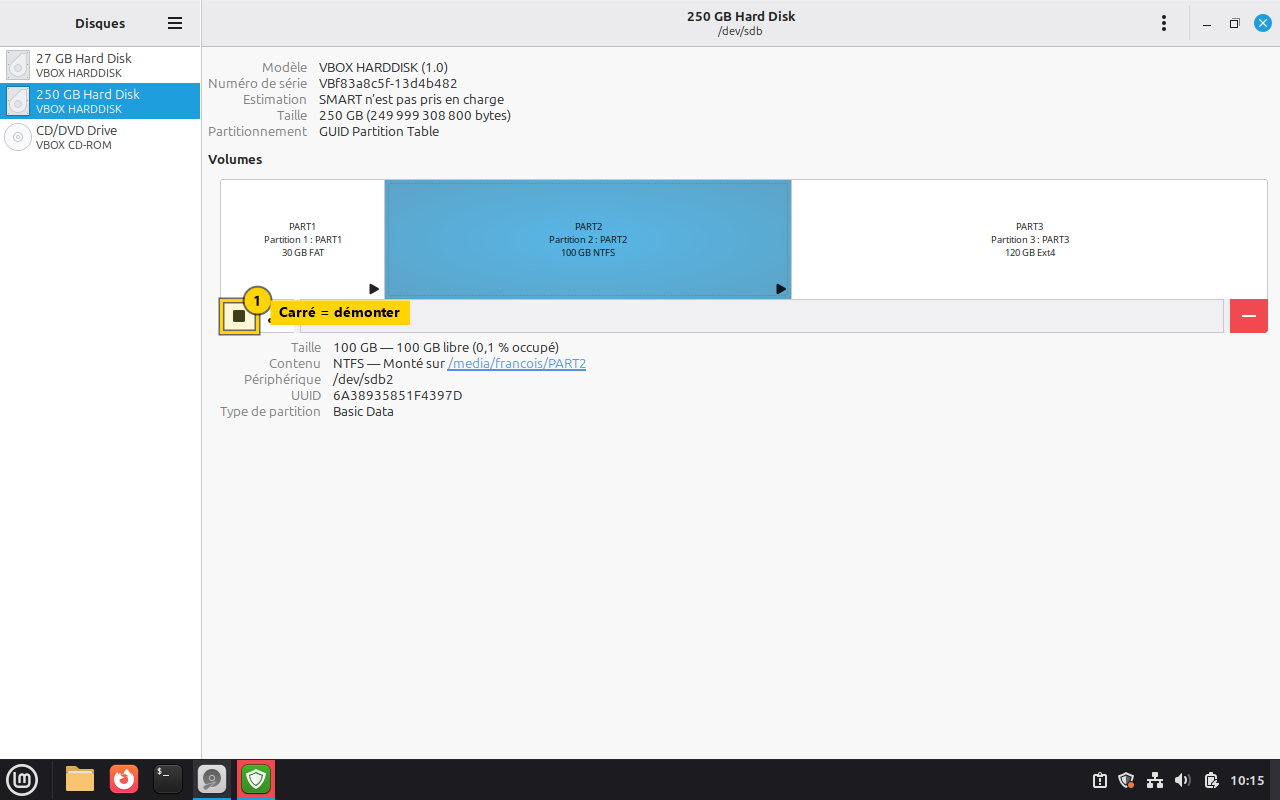 Disques
250 GB Hard Disk
/dev/sdb
27 GB Hard Disk
VBOX HARDDISK
250 GB Hard Disk
VBOX HARDDISK
CD/DVD Drive
VBOX CD-ROM
Modèle VBOX HARDDISK (1.0)
Numéro de série VBf83a8c5f-13d4b482
Estimation SMART n’est pas pris en charge
Taille 250 GB (249 999 308 800 bytes)
Partitionnement GUID Partition Table
Volumes
PART1
Partition 1 : PART1
30 GB FAT
PART2
Partition 2 : PART2
100 GB NTFS
PART3
Partition 3 : PART3
120 GB Ext4
1
Carré = démonter
Taille 100 GB — 100 GB libre (0,1 % occupé)
Contenu NTFS — Monté sur /media/francois/PART2
Périphérique /dev/sdb2
UUID 6A38935851F4397D
Type de partition Basic Data
lm
$_
10:15